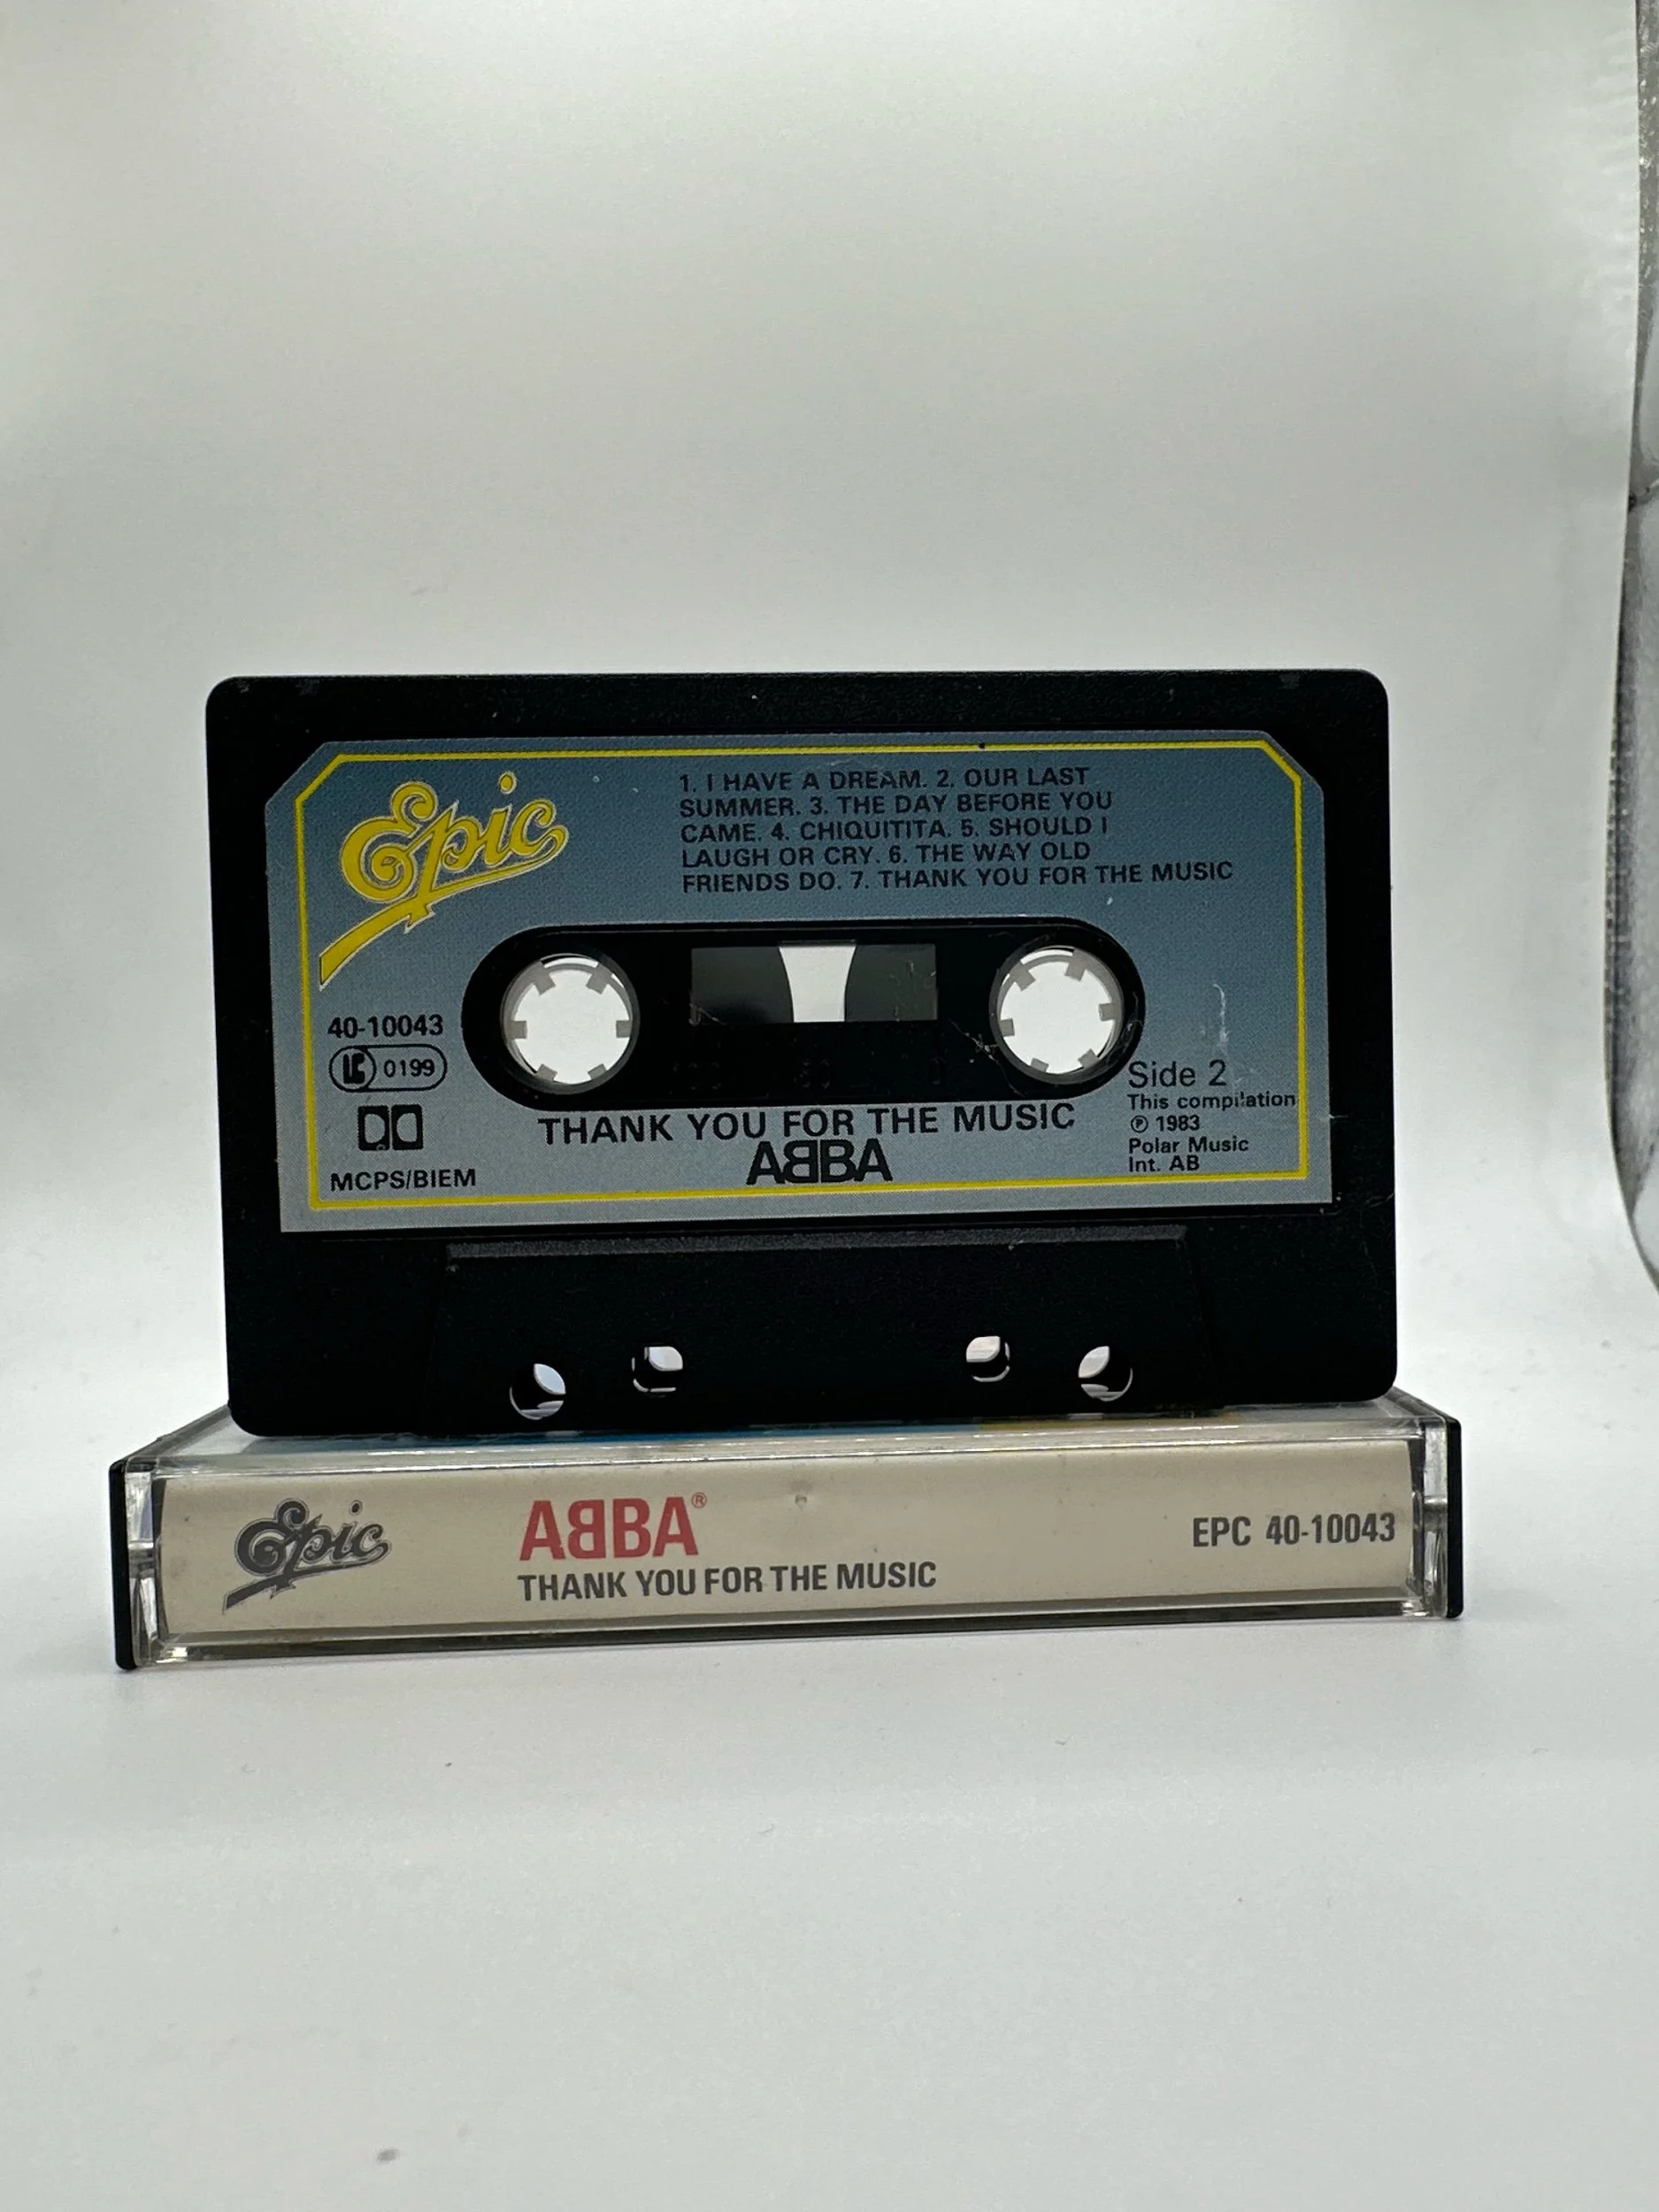 Epic
1. I HAVE A DREAM. 2. OUR LAST
SUMMER. 3. THE DAY BEFORE YOU
CAME. 4. CHIQUITITA. 5. SHOULD I
LAUGH OR CRY. 6. THE WAY OLD
FRIENDS DO. 7. THANK YOU FOR THE MUSIC
40-10043
LC 0199
MCPS/BIEM
THANK YOU FOR THE MUSIC
ABBA
Side 2
This compilation
℗ 1983
Polar Music
Int. AB
Epic
ABBA®
THANK YOU FOR THE MUSIC
EPC 40-10043